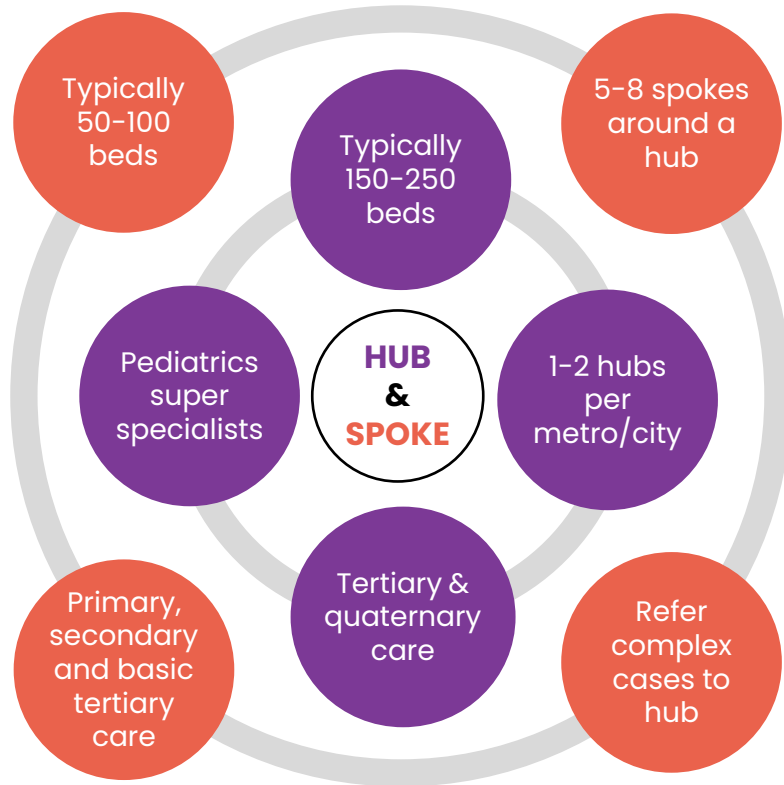 Typically
50-100
beds
5-8 spokes
around a
hub
Typically
150-250
beds
Pediatrics
super
specialists
HUB
&
SPOKE
1-2 hubs
per
metro/city
Primary,
secondary
and basic
tertiary
care
Tertiary &
quaternary
care
Refer
complex
cases to
hub